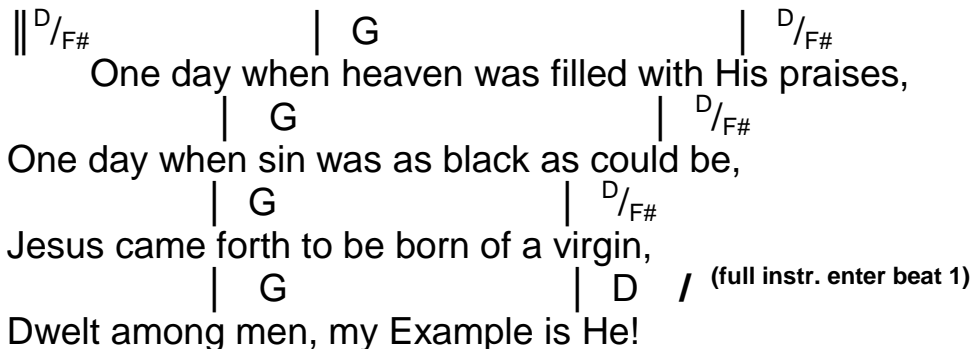 ‖ D/F# | G | D/F#
One day when heaven was filled with His praises,
| G | D/F#
One day when sin was as black as could be,
| G | D/F#
Jesus came forth to be born of a virgin,
| G | D / (full instr. enter beat 1)
Dwelt among men, my Example is He!